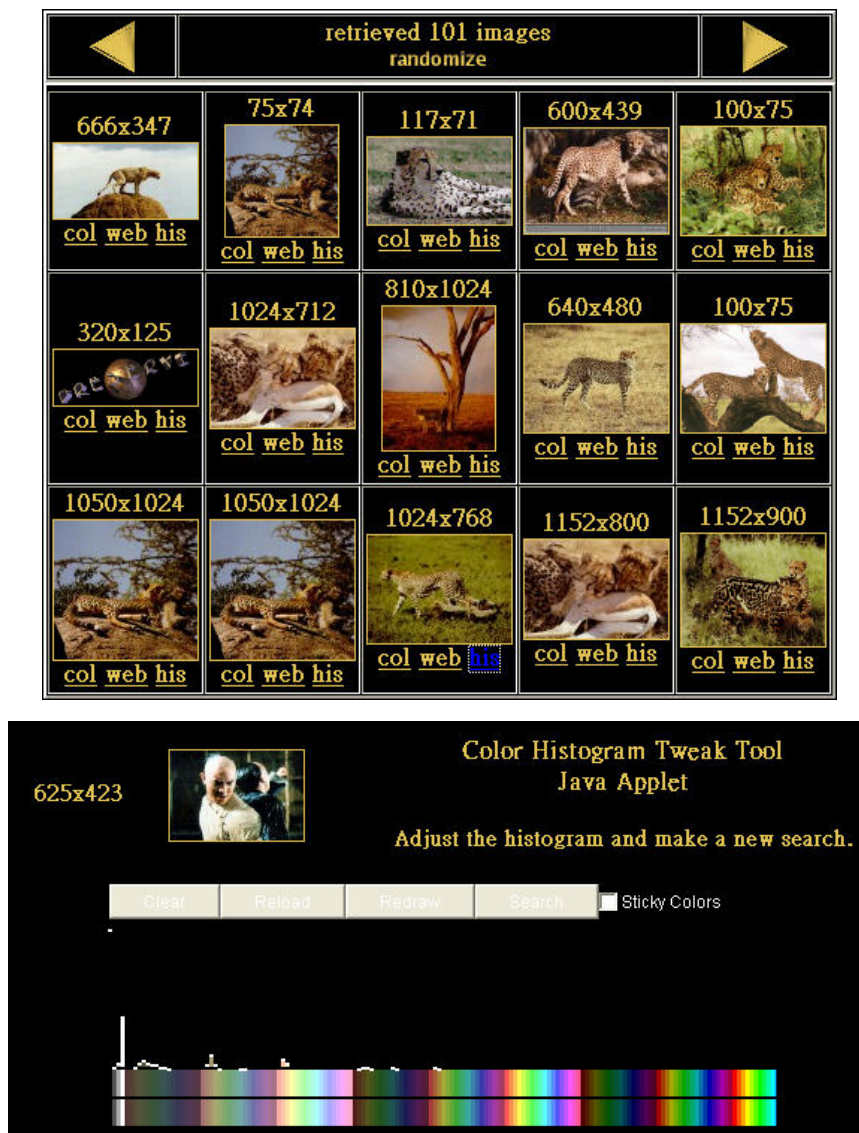 retrieved 101 images
randomize
666x347
75x74
117x71
600x439
100x75
col web his
col web his
col web his
col web his
col web his
320x125
1024x712
810x1024
640x480
100x75
col web his
col web his
col web his
col web his
col web his
1050x1024
1050x1024
1024x768
1152x800
1152x900
col web his
col web his
col web his
col web his
col web his
625x423
Color Histogram Tweak Tool
Java Applet
Adjust the histogram and make a new search.
Clear Reload Redraw Search Sticky Colors